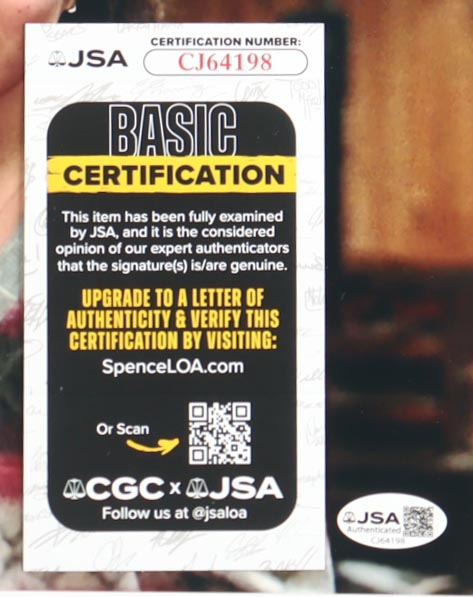 JSA
CERTIFICATION NUMBER:
CJ64198
BASIC
CERTIFICATION
This item has been fully examined
by JSA, and it is the considered
opinion of our expert authenticators
that the signature(s) is/are genuine.
UPGRADE TO A LETTER OF
AUTHENTICITY & VERIFY THIS
CERTIFICATION BY VISITING:
SpenceLOA.com
Or Scan
CGC x JSA
Follow us at @jsaloa
JSA
Authenticated
CJ64198